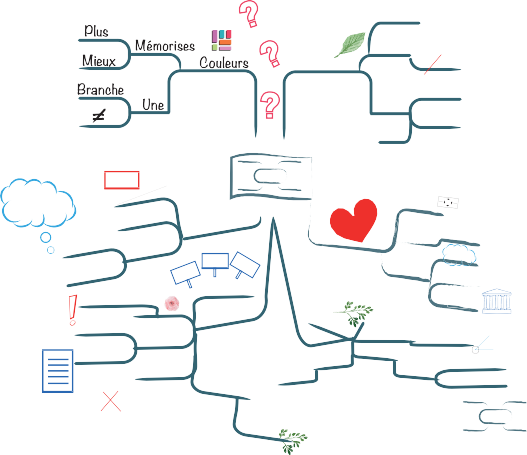 Plus
Mémorises
Mieux
Couleurs
Branche
Une
≠